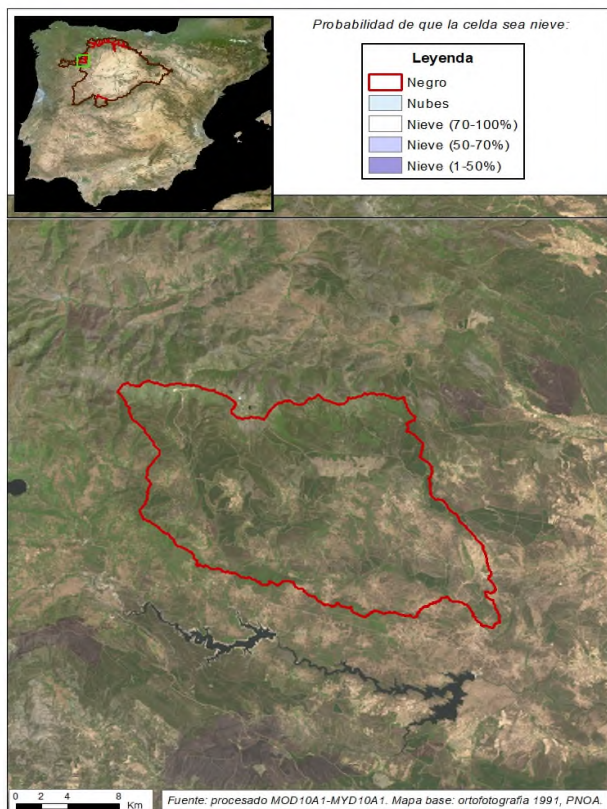 Probabilidad de que la celda sea nieve:
Leyenda
Negro
Nubes
Nieve (70-100%)
Nieve (50-70%)
Nieve (1-50%)
0 2 4 8
Km
Fuente: procesado MOD10A1-MYD10A1. Mapa base: ortofotografía 1991, PNOA